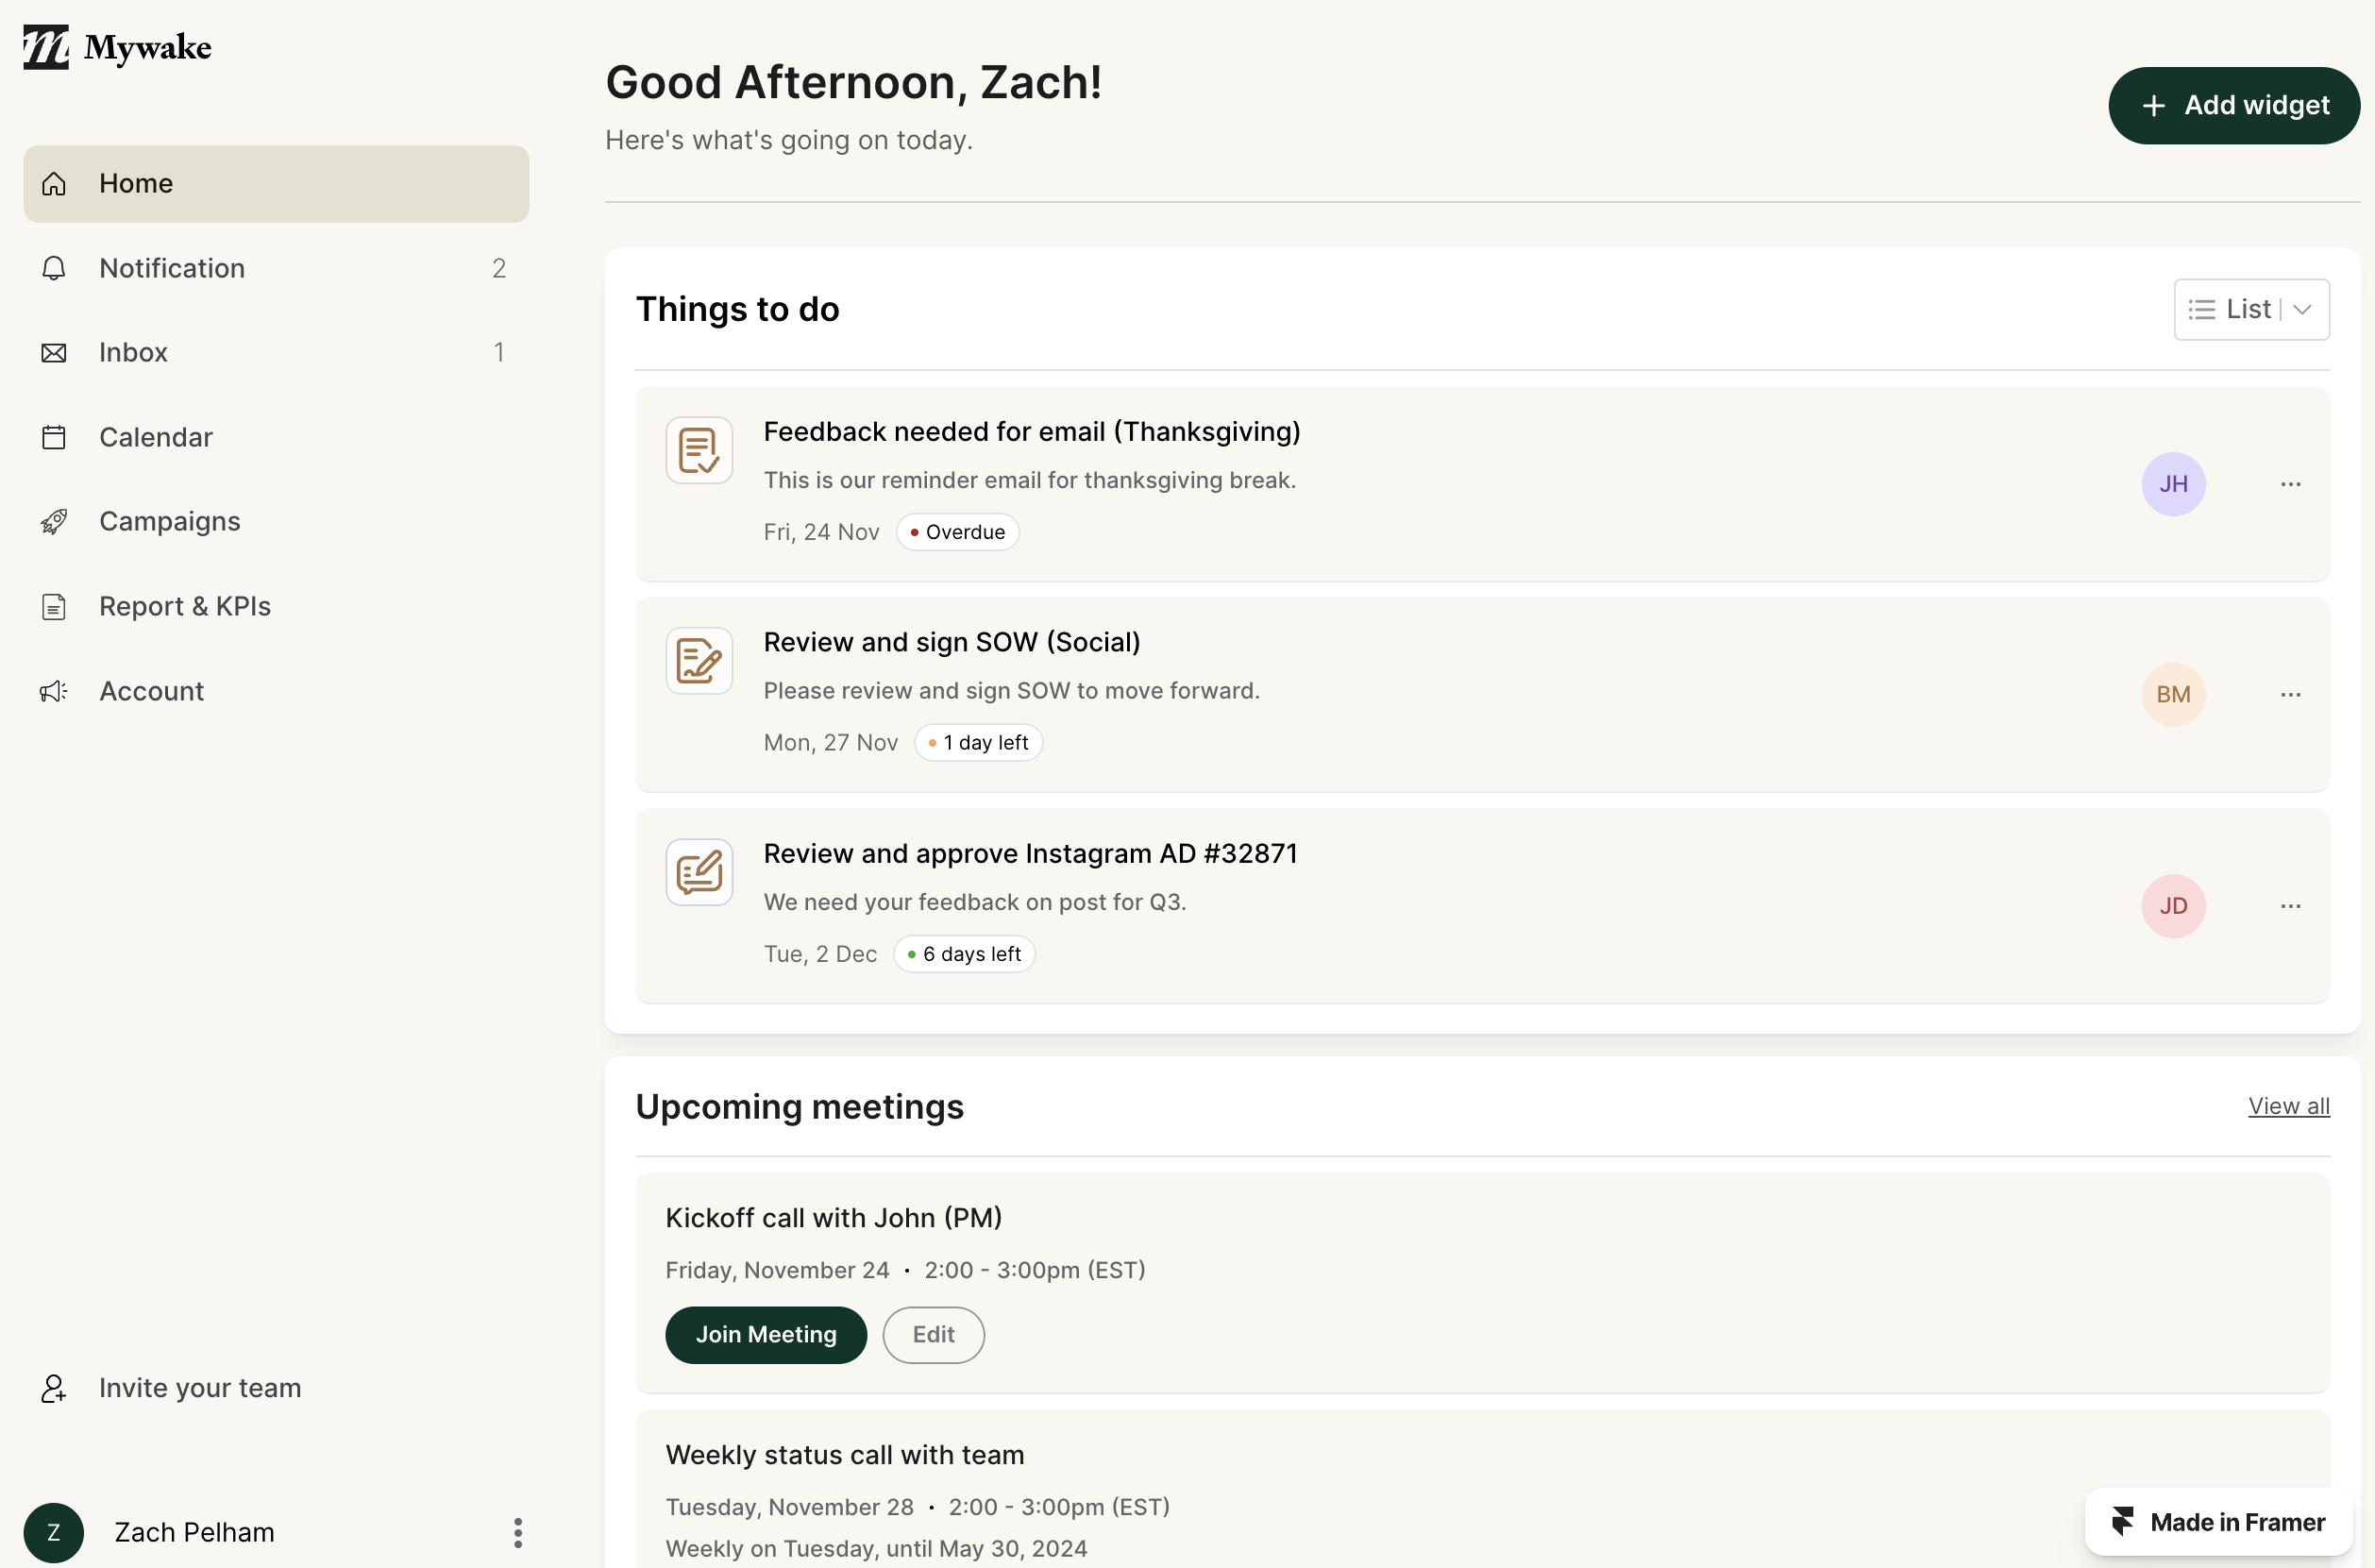 Mywake
Home
Notification 2
Inbox 1
Calendar
Campaigns
Report & KPIs
Account
Invite your team
Z Zach Pelham
Good Afternoon, Zach!
Here's what's going on today.
+ Add widget
Things to do
List
Feedback needed for email (Thanksgiving)
This is our reminder email for thanksgiving break.
Fri, 24 Nov • Overdue
JH
Review and sign SOW (Social)
Please review and sign SOW to move forward.
Mon, 27 Nov • 1 day left
BM
Review and approve Instagram AD #32871
We need your feedback on post for Q3.
Tue, 2 Dec • 6 days left
JD
Upcoming meetings
View all
Kickoff call with John (PM)
Friday, November 24 • 2:00 - 3:00pm (EST)
Join Meeting Edit
Weekly status call with team
Tuesday, November 28 • 2:00 - 3:00pm (EST)
Weekly on Tuesday, until May 30, 2024
Made in Framer